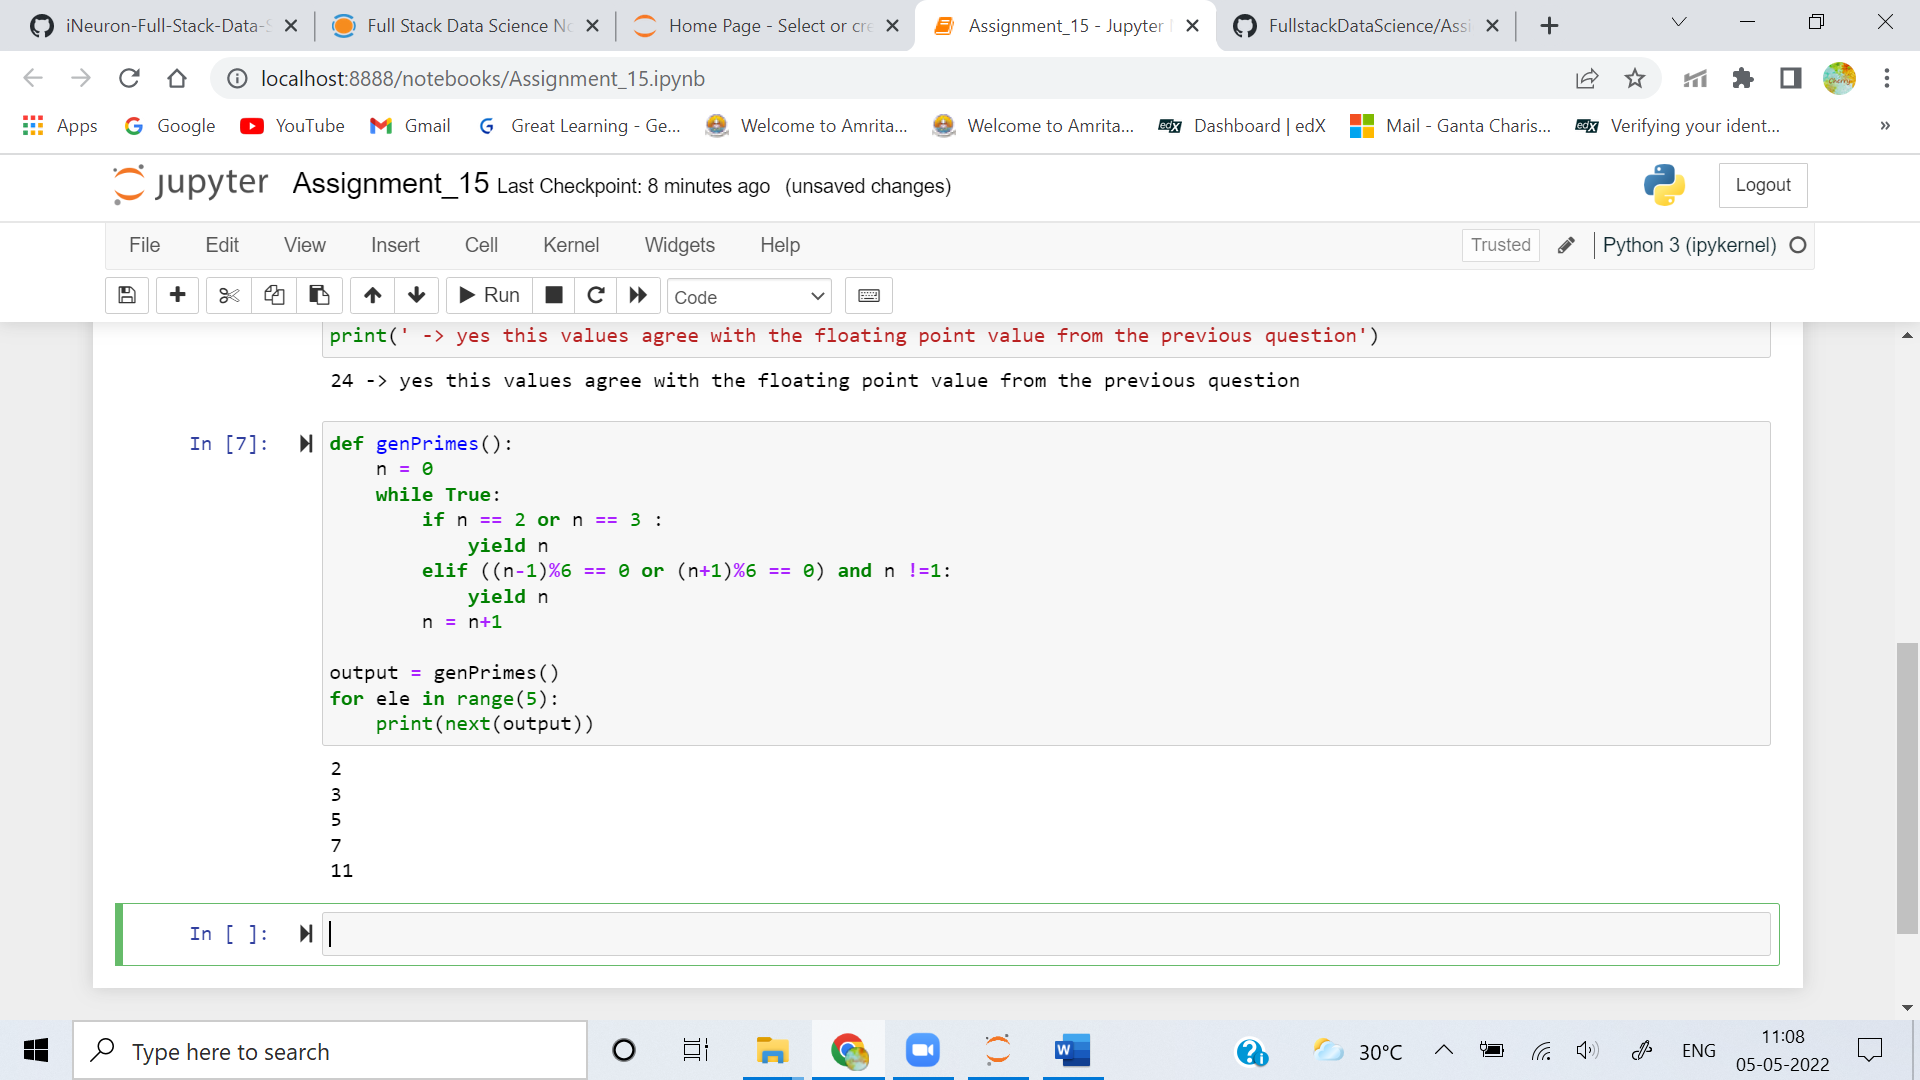 iNeuron-Full-Stack-Data-S
Full Stack Data Science No
Home Page - Select or cre
Assignment_15 - Jupyter
FullstackDataScience/Assi
localhost:8888/notebooks/Assignment_15.ipynb
Apps
Google
YouTube
Gmail
Great Learning - Ge...
Welcome to Amrita...
Welcome to Amrita...
edX
Dashboard | edX
Mail - Ganta Charis...
edX
Verifying your ident...
»
jupyter
Assignment_15 Last Checkpoint: 8 minutes ago (unsaved changes)
Logout
File Edit View Insert Cell Kernel Widgets Help
Trusted
Python 3 (ipykernel)
Run
Code
print(' -> yes this values agree with the floating point value from the previous question')
24 -> yes this values agree with the floating point value from the previous question
In [7]:
def genPrimes():
    n = 0
    while True:
        if n == 2 or n == 3 :
            yield n
        elif ((n-1)%6 == 0 or (n+1)%6 == 0) and n !=1:
            yield n
        n = n+1
output = genPrimes()
for ele in range(5):
    print(next(output))
2
3
5
7
11
In [ ]:
Type here to search
W
30°C
ENG
11:08
05-05-2022